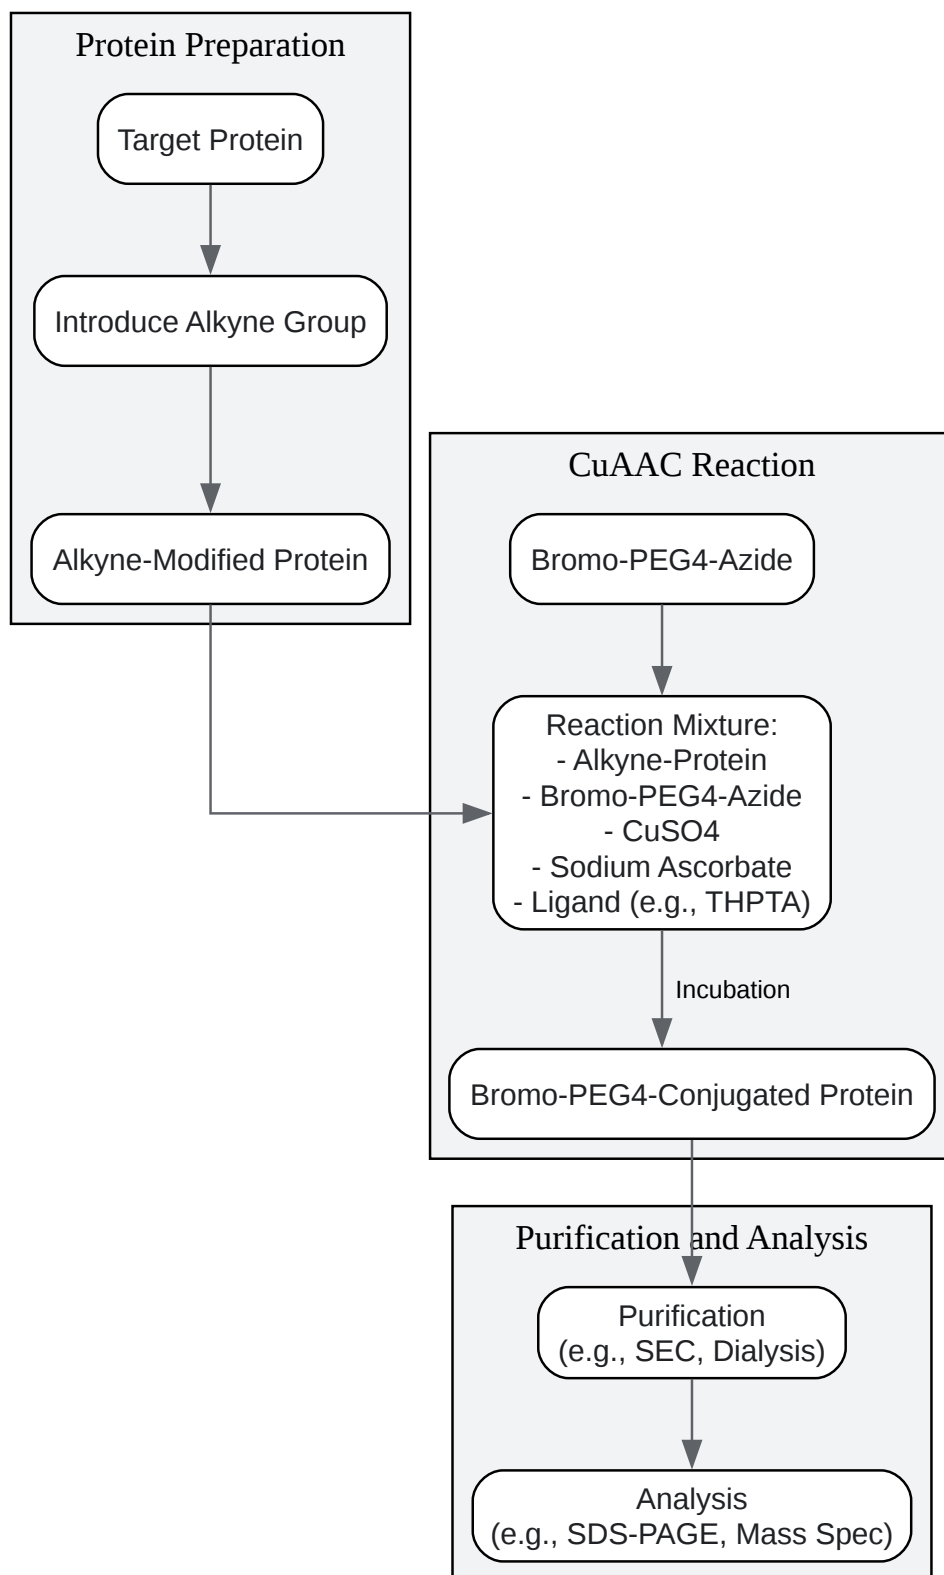 Protein Preparation
Target Protein
Introduce Alkyne Group
Alkyne-Modified Protein
CuAAC Reaction
Bromo-PEG4-Azide
Reaction Mixture:
- Alkyne-Protein
- Bromo-PEG4-Azide
- CuSO4
- Sodium Ascorbate
- Ligand (e.g., THPTA)
Incubation
Bromo-PEG4-Conjugated Protein
Purification and Analysis
Purification
(e.g., SEC, Dialysis)
Analysis
(e.g., SDS-PAGE, Mass Spec)